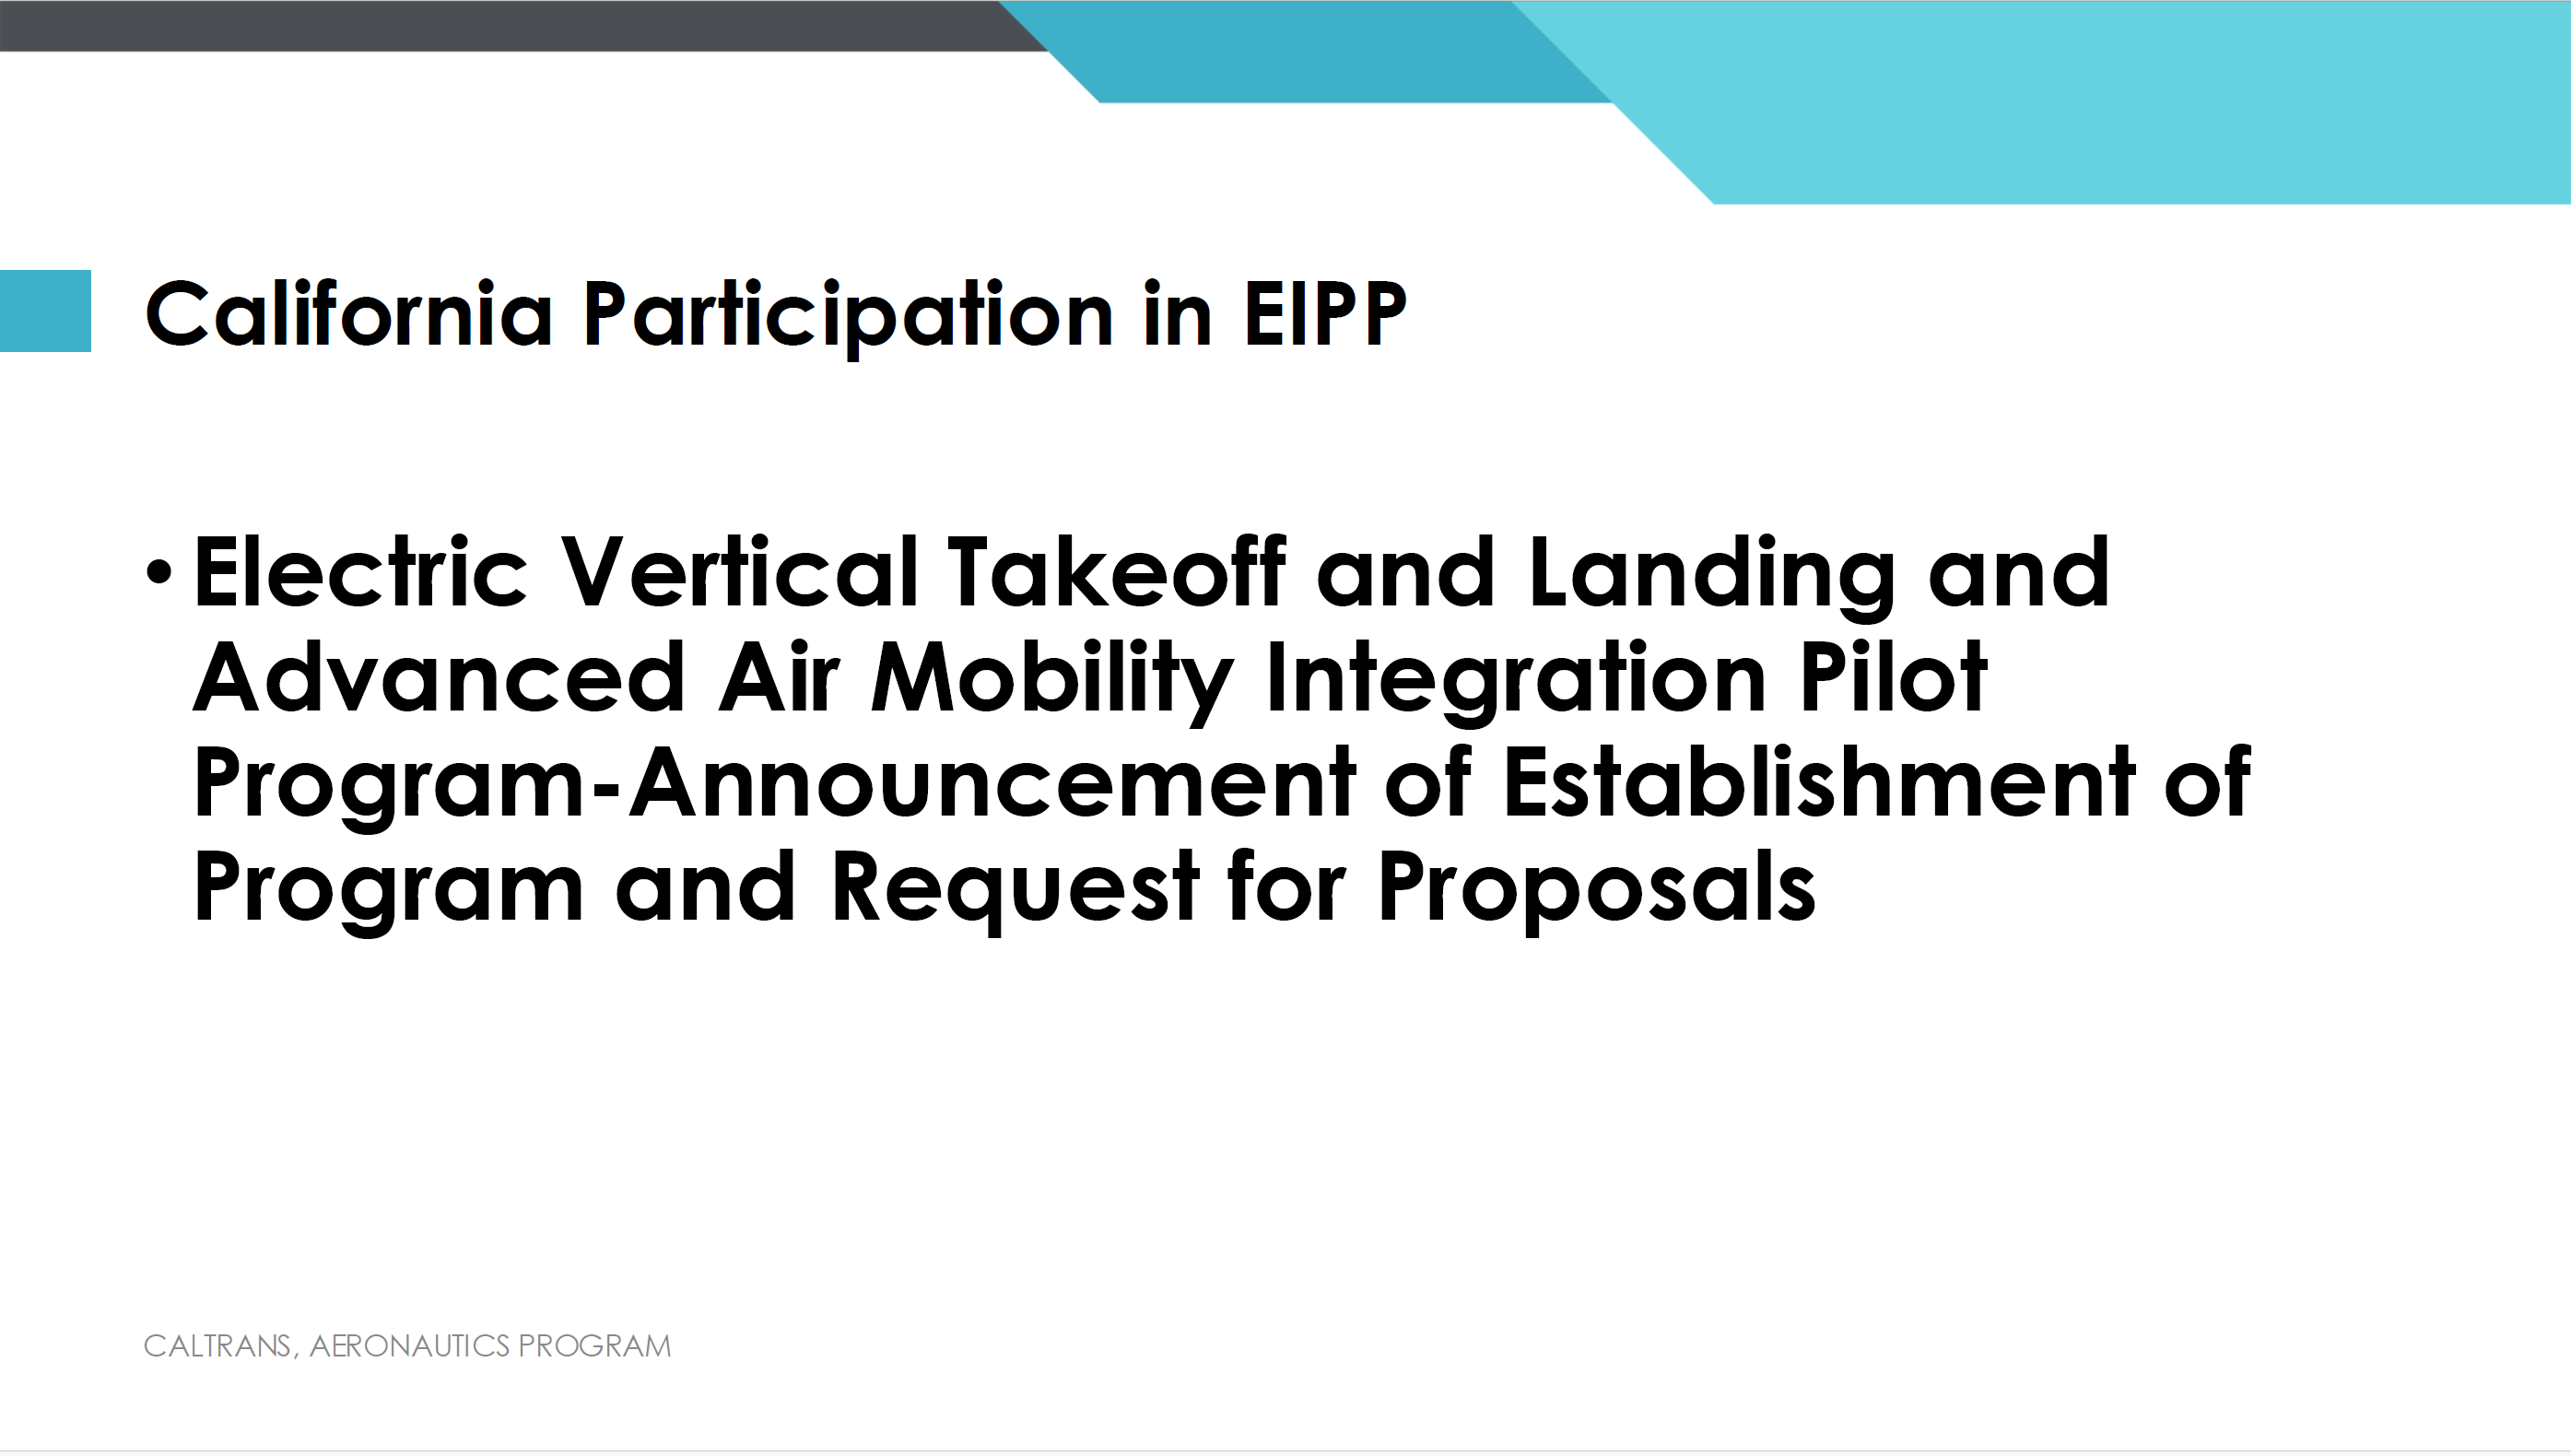 California Participation in EIPP
• Electric Vertical Takeoff and Landing and
Advanced Air Mobility Integration Pilot
Program-Announcement of Establishment of
Program and Request for Proposals
CALTRANS, AERONAUTICS PROGRAM